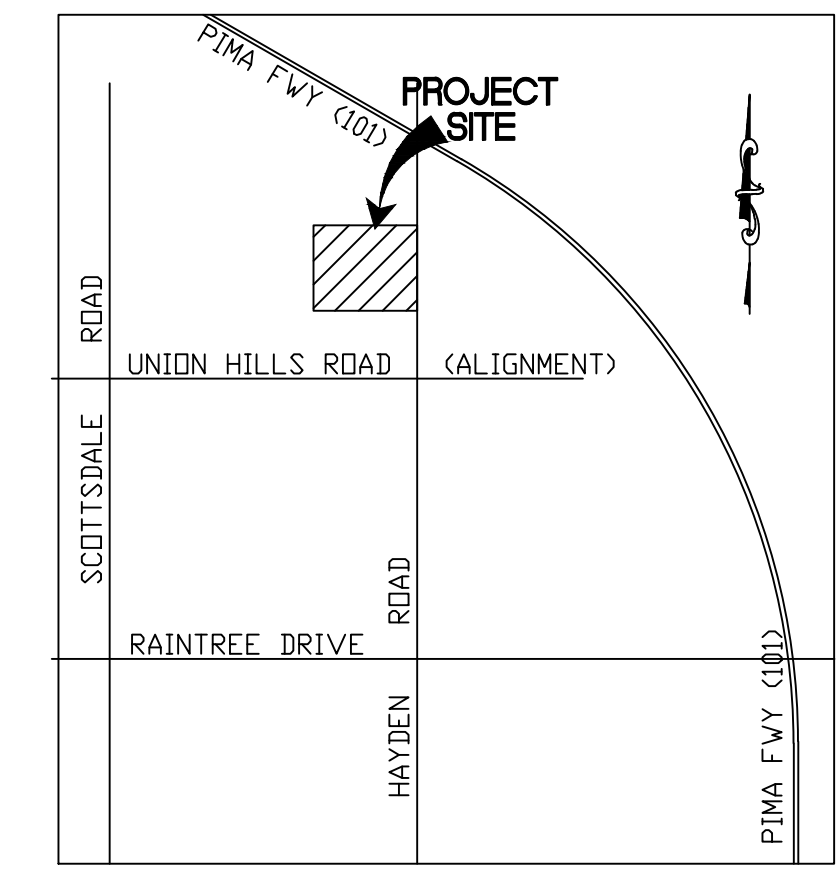 PIMA FWY (101)
PROJECT
SITE
SCOTTSDALE ROAD
UNION HILLS ROAD (ALIGNMENT)
HAYDEN ROAD
RAINTREE DRIVE
PIMA FWY (101)